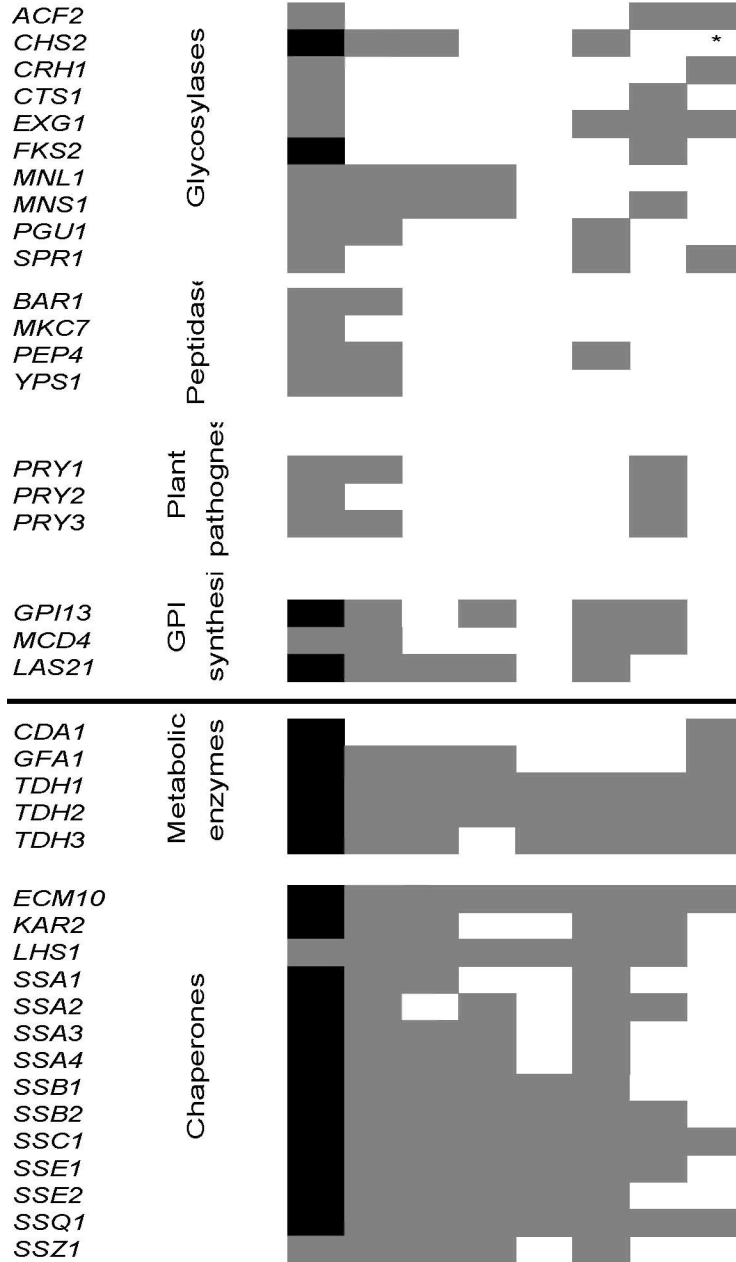 ACF2
CHS2
*
CRH1
CTS1
EXG1
FKS2
MNL1
MNS1
PGU1
SPR1
Glycosylases
BAR1
MKC7
PEP4
YPS1
Peptidase
PRY1
PRY2
PRY3
Plant
pathognes
GPI13
MCD4
LAS21
GPI
synthesi
CDA1
GFA1
TDH1
TDH2
TDH3
Metabolic
enzymes
ECM10
KAR2
LHS1
SSA1
SSA2
SSA3
SSA4
SSB1
SSB2
SSC1
SSE1
SSE2
SSQ1
SSZ1
Chaperones